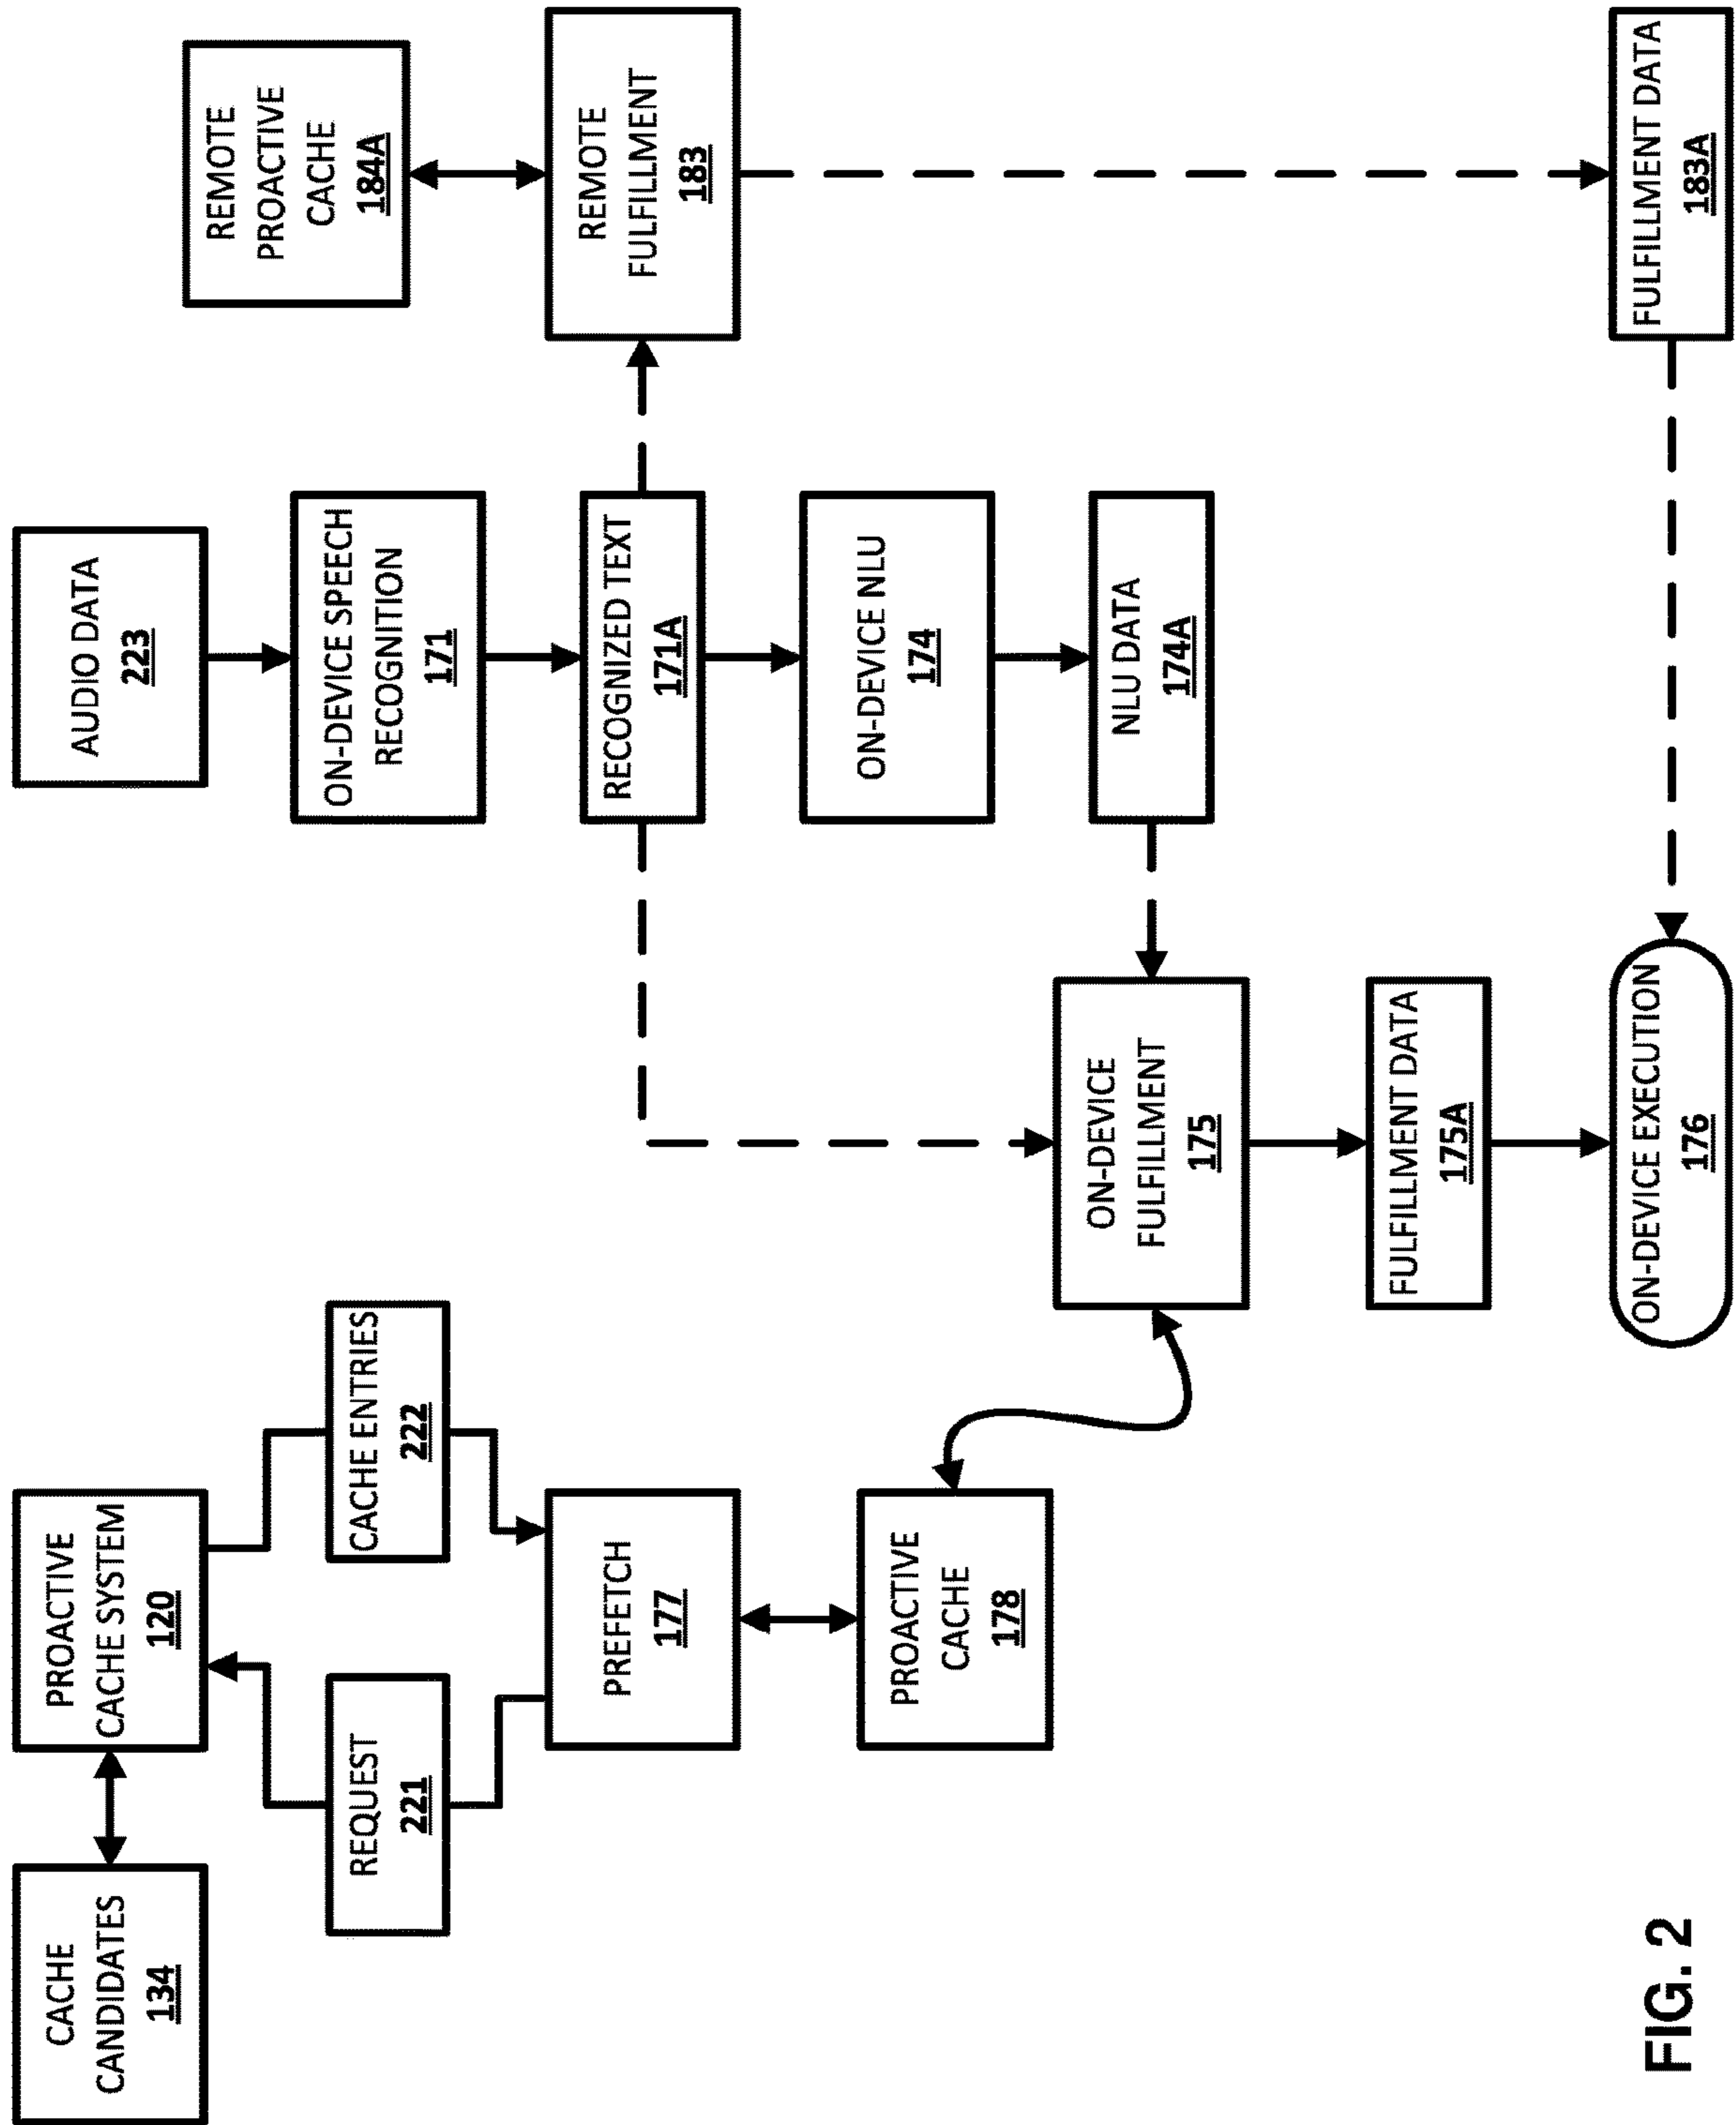 CACHE
CANDIDATES
134
PROACTIVE
CACHE SYSTEM
120
REQUEST
221
CACHE ENTRIES
222
PREFETCH
177
PROACTIVE
CACHE
178
AUDIO DATA
223
ON-DEVICE SPEECH
RECOGNITION
171
RECOGNIZED TEXT
171A
ON-DEVICE NLU
174
NLU DATA
174A
REMOTE
PROACTIVE
CACHE
184A
REMOTE
FULFILLMENT
183
ON-DEVICE
FULFILLMENT
175
FULFILLMENT DATA
175A
ON-DEVICE EXECUTION
176
FULFILLMENT DATA
183A
FIG. 2